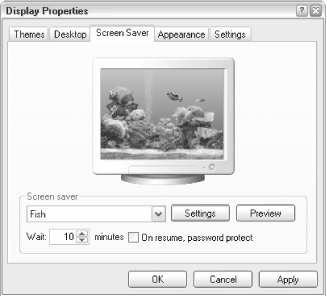 Display Properties
Themes Desktop Screen Saver Appearance Settings
Screen saver
Fish Settings Preview
Wait: 10 minutes On resume, password protect
OK Cancel Apply